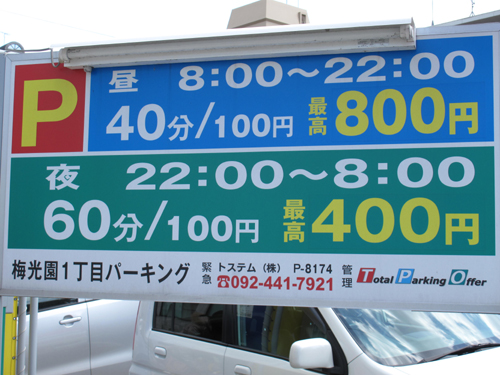 P
昼 8:00〜22:00
40分/100円 最高800円
夜 22:00〜8:00
60分/100円 最高400円
梅光園1丁目パーキング 緊急 トステム(株) P-8174 管理 Total Parking Offer
☎092-441-7921